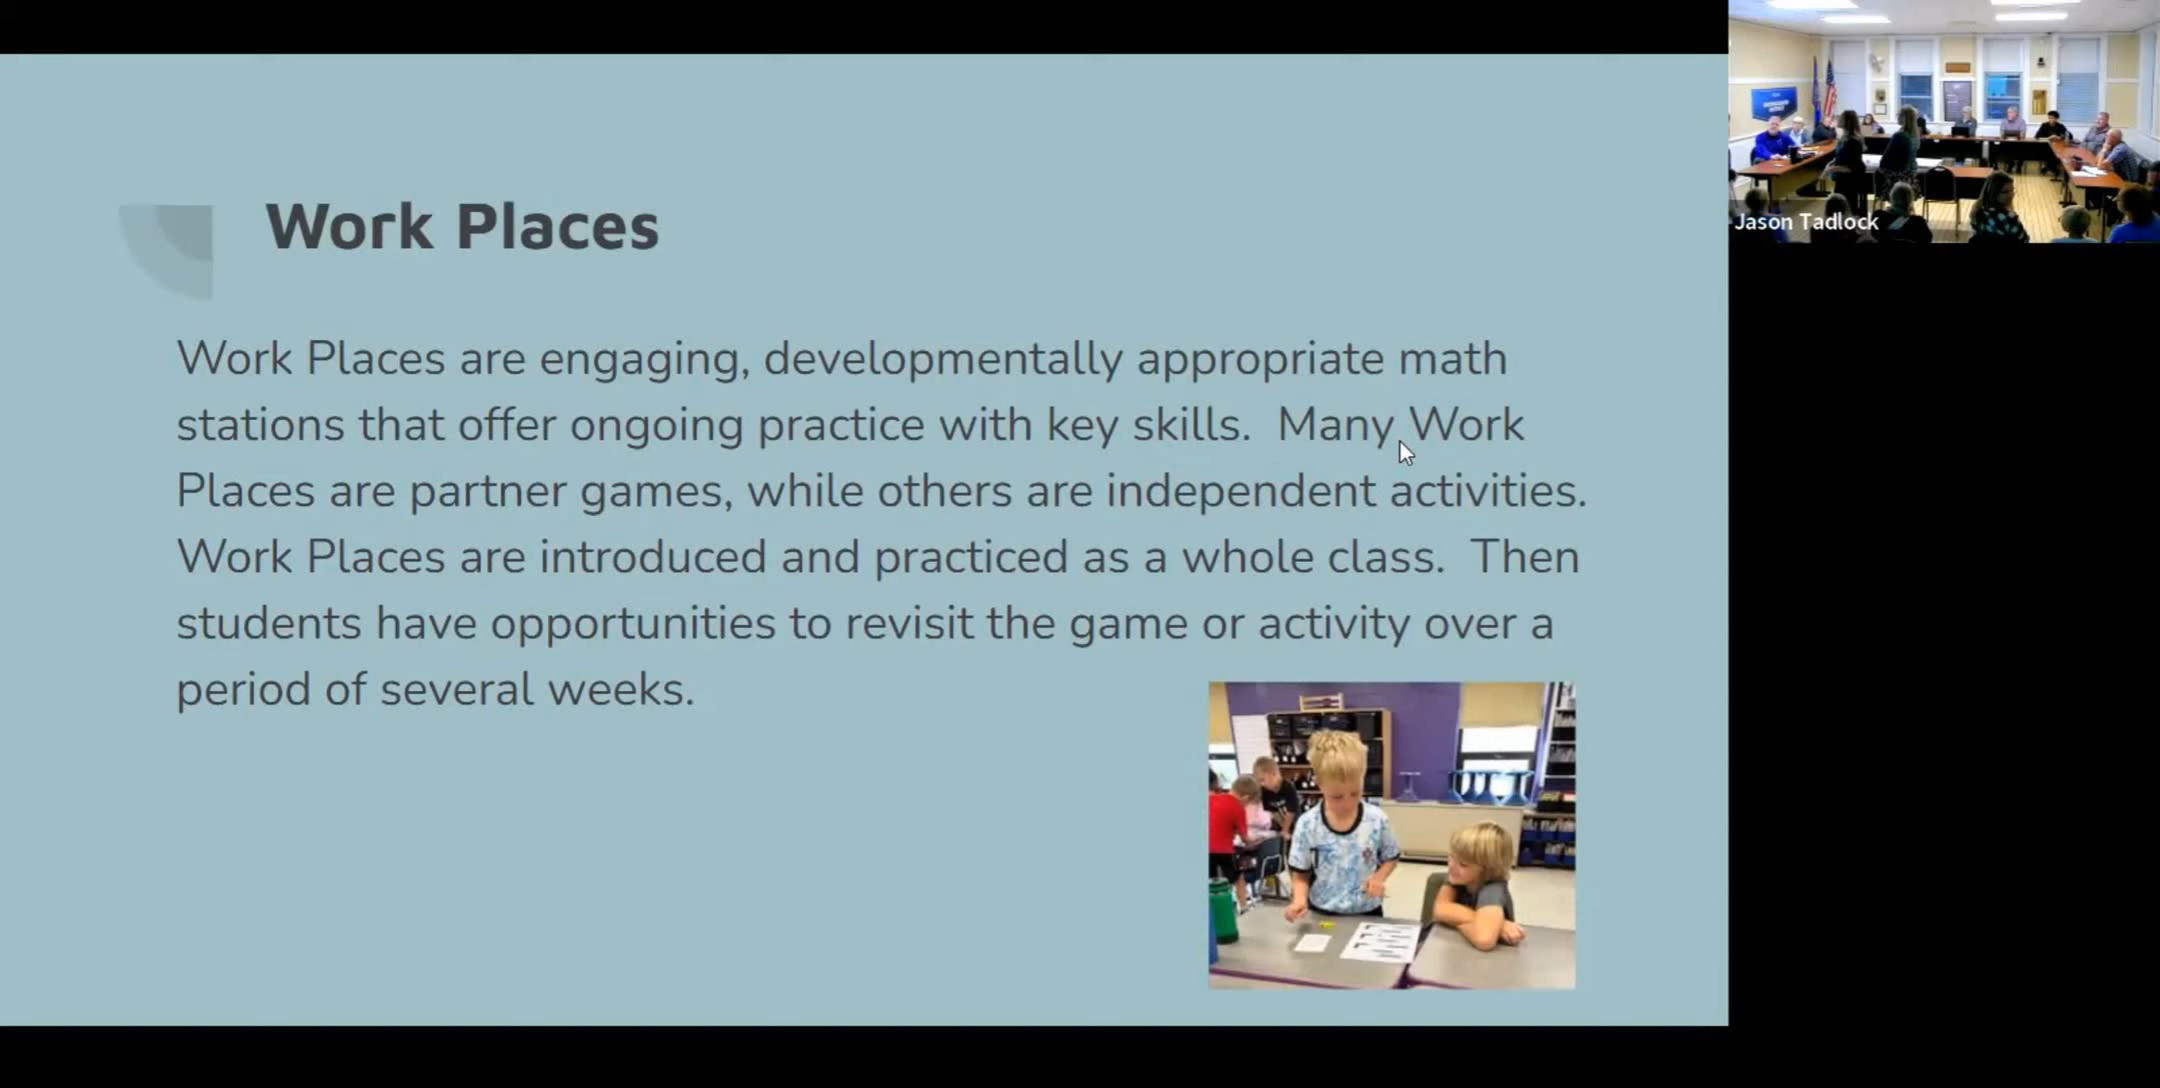 Work Places
Work Places are engaging, developmentally appropriate math
stations that offer ongoing practice with key skills.  Many Work
Places are partner games, while others are independent activities.
Work Places are introduced and practiced as a whole class.  Then
students have opportunities to revisit the game or activity over a
period of several weeks.
Jason Tadlock